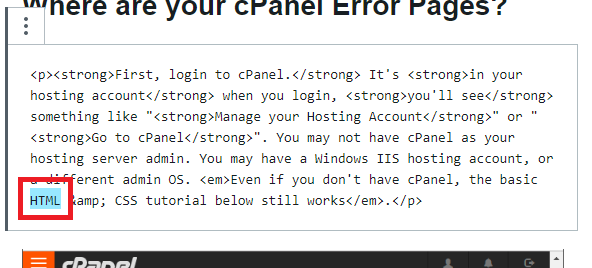 Where are your cPanel Error Pages?
<p><strong>First, login to cPanel.</strong> It's <strong>in your
hosting account</strong> when you login, <strong>you'll see</strong>
something like "<strong>Manage your Hosting Account</strong>" or "
<strong>Go to cPanel</strong>". You may not have cPanel as your
hosting server admin. You may have a Windows IIS hosting account, or
a different admin OS. <em>Even if you don't have cPanel, the basic
HTML &amp; CSS tutorial below still works</em>.</p>
cPanel